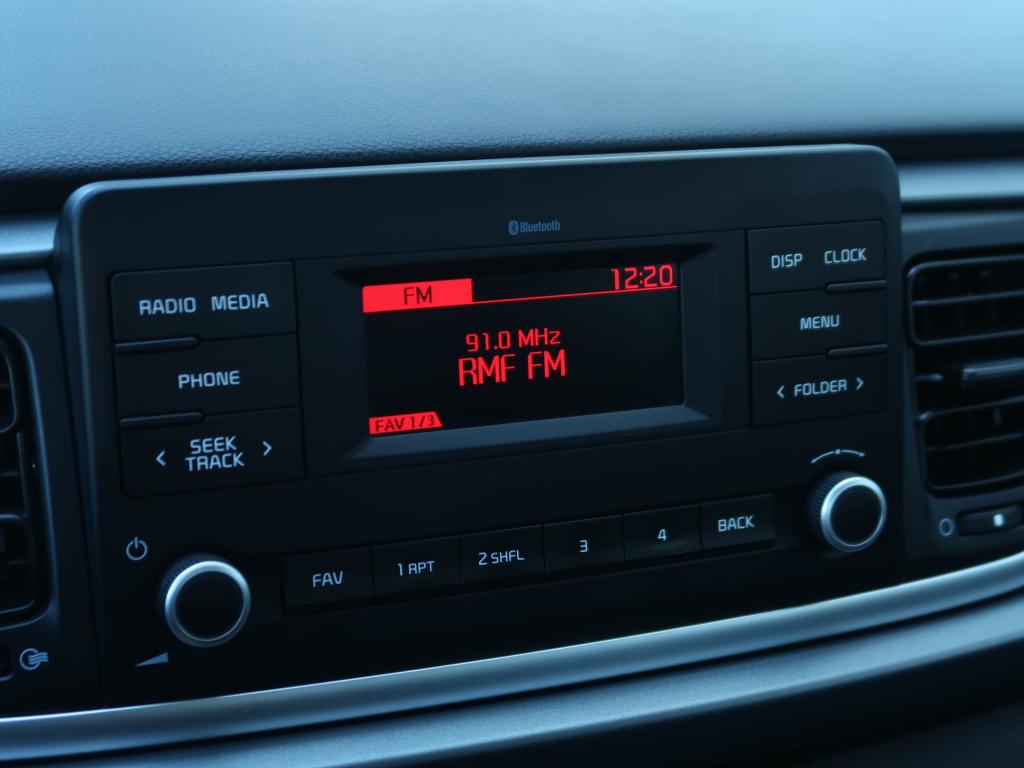 Bluetooth
RADIO MEDIA
PHONE
< SEEK >
TRACK
FM
12:20
91.0 MHz
RMF FM
FAV 1/3
DISP CLOCK
MENU
< FOLDER >
FAV
1 RPT
2 SHFL
3
4
BACK